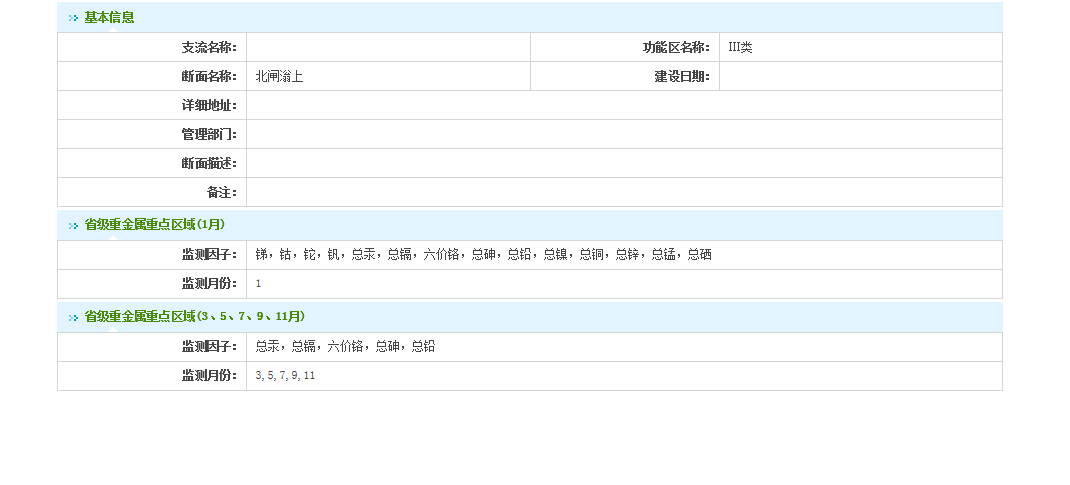 基本信息
支流名称： 功能区名称： III类
断面名称： 北闸滃上 建设日期：
详细地址：
管理部门：
断面描述：
备注：
省级重金属重点区域(1月)
监测因子： 锑，钴，铊，钒，总汞，总镉，六价铬，总砷，总铅，总镍，总铜，总锌，总锰，总硒
监测月份： 1
省级重金属重点区域(3、5、7、9、11月)
监测因子： 总汞，总镉，六价铬，总砷，总铅
监测月份： 3,5,7,9,11